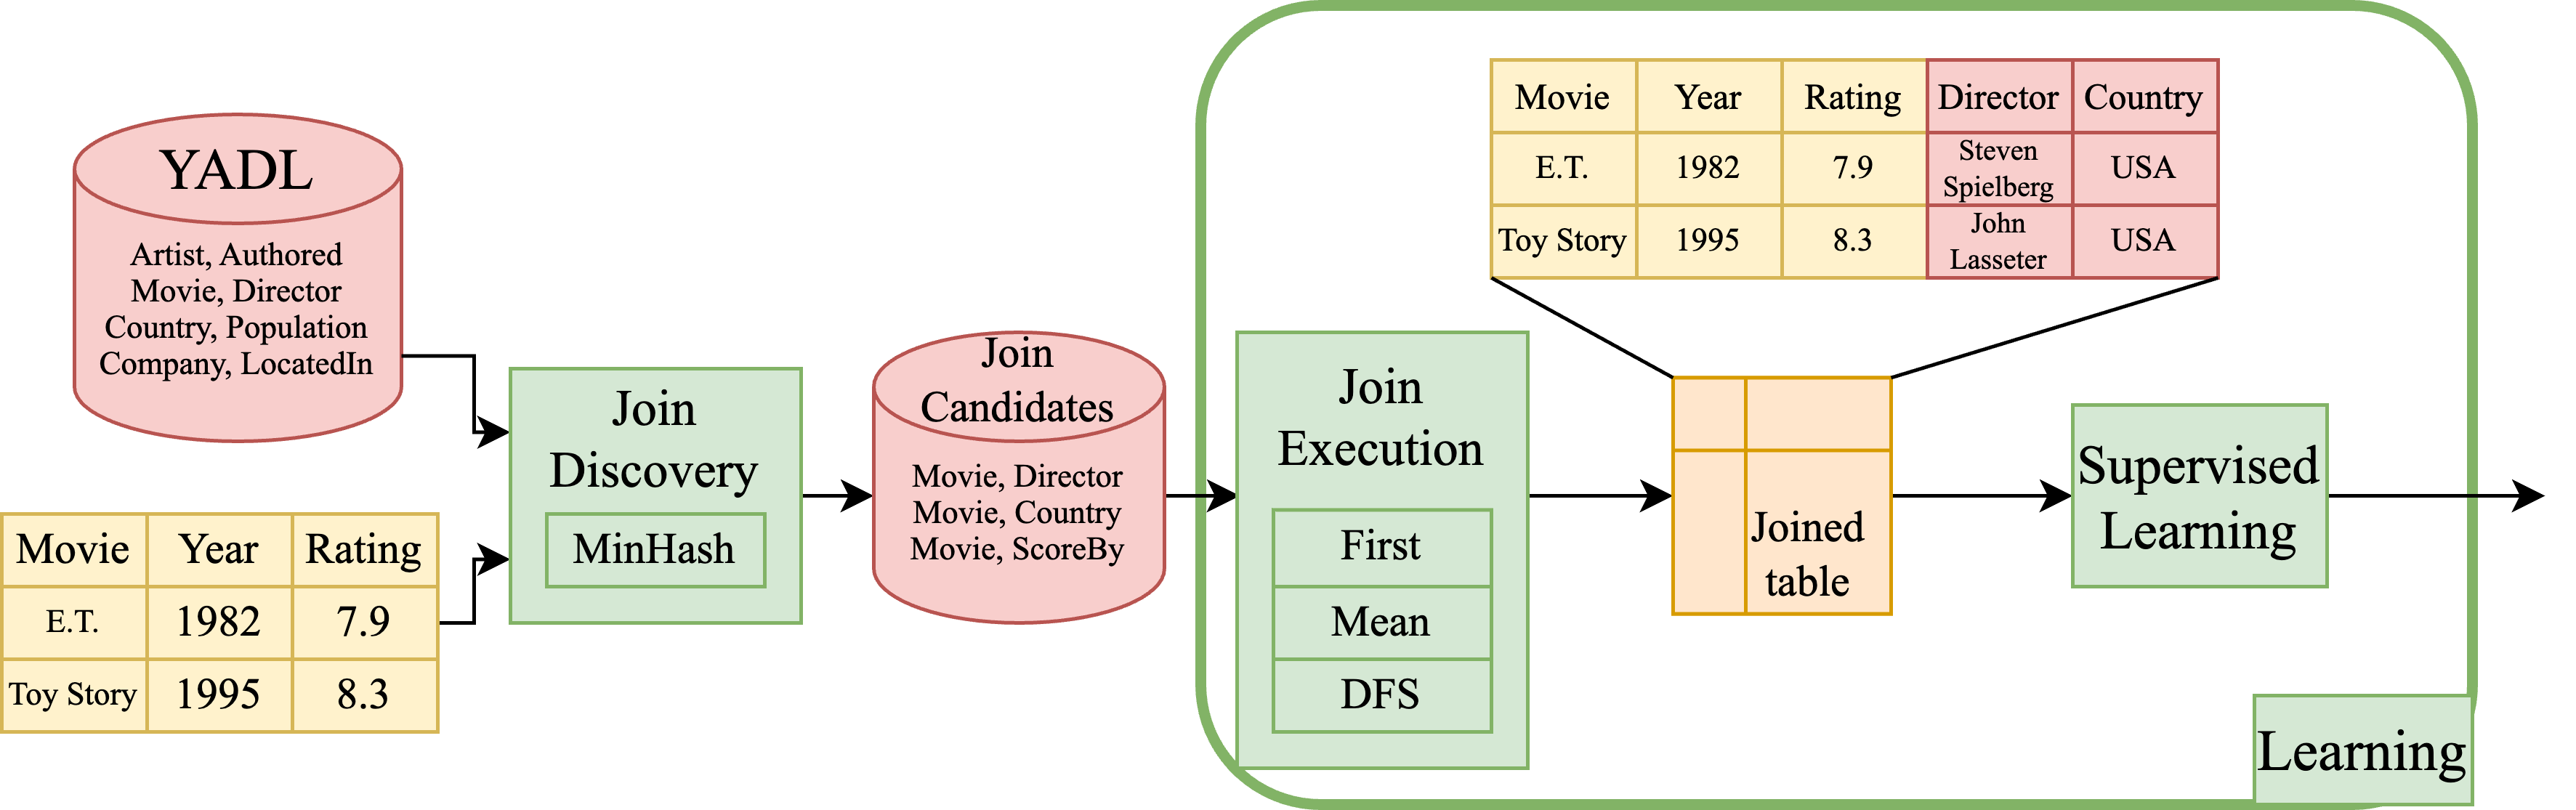 YADL
Artist, Authored
Movie, Director
Country, Population
Company, LocatedIn
Movie Year Rating
E.T. 1982 7.9
Toy Story 1995 8.3
Join
Discovery
MinHash
Join
Candidates
Movie, Director
Movie, Country
Movie, ScoreBy
Join
Execution
First
Mean
DFS
Movie Year Rating Director Country
E.T. 1982 7.9 Steven Spielberg USA
Toy Story 1995 8.3 John Lasseter USA
Joined
table
Supervised
Learning
Learning